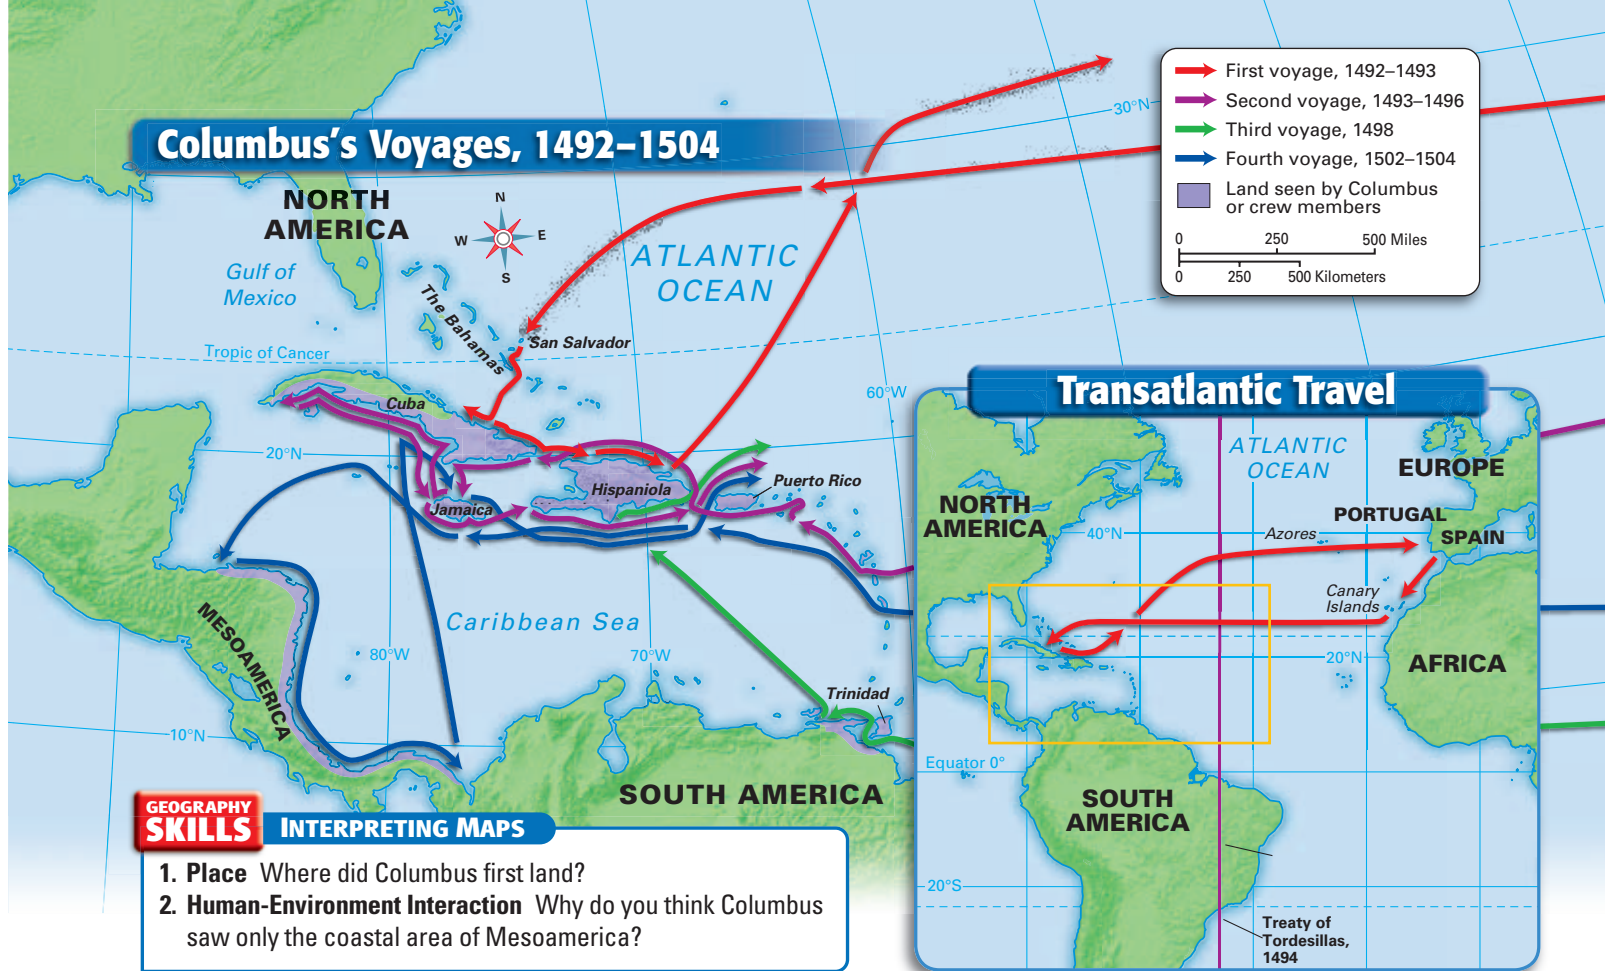 Columbus's Voyages, 1492–1504
First voyage, 1492–1493
Second voyage, 1493–1496
Third voyage, 1498
Fourth voyage, 1502–1504
Land seen by Columbus
or crew members
0 250 500 Miles
0 250 500 Kilometers
30°N
NORTH
AMERICA
N
W E
S
Gulf of
Mexico
ATLANTIC
OCEAN
The Bahamas
San Salvador
Tropic of Cancer
60°W
Cuba
20°N
Hispaniola
Puerto Rico
Jamaica
Caribbean Sea
MESOAMERICA
80°W
70°W
Trinidad
10°N
SOUTH AMERICA
Transatlantic Travel
ATLANTIC
OCEAN
EUROPE
NORTH
AMERICA
PORTUGAL
40°N
Azores
SPAIN
Canary
Islands
20°N
AFRICA
Equator 0°
SOUTH
AMERICA
20°S
Treaty of
Tordesillas,
1494
GEOGRAPHY
SKILLS
INTERPRETING MAPS
1. Place Where did Columbus first land?
2. Human-Environment Interaction Why do you think Columbus
saw only the coastal area of Mesoamerica?